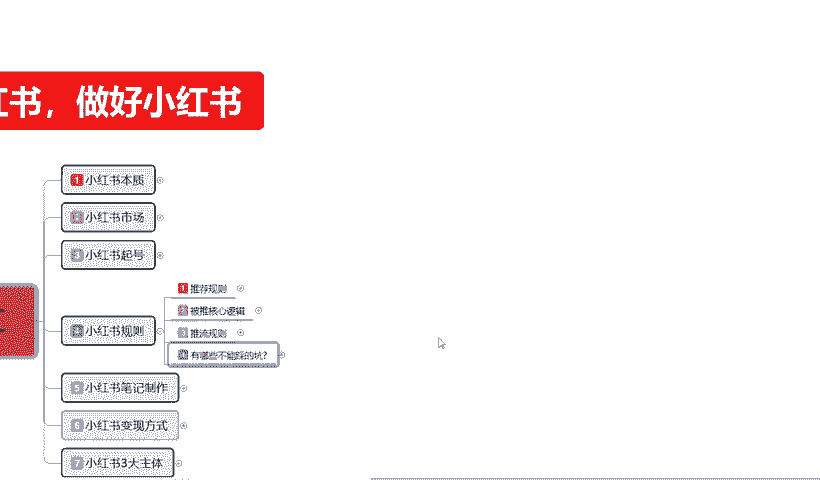 红书，做好小红书
1 小红书本质
2 小红书市场
3 小红书起号
4 小红书规则
1 推荐规则
2 被推核心逻辑
3 推流规则
4 有哪些不能踩的坑?
5 小红书笔记制作
6 小红书变现方式
7 小红书3大主体